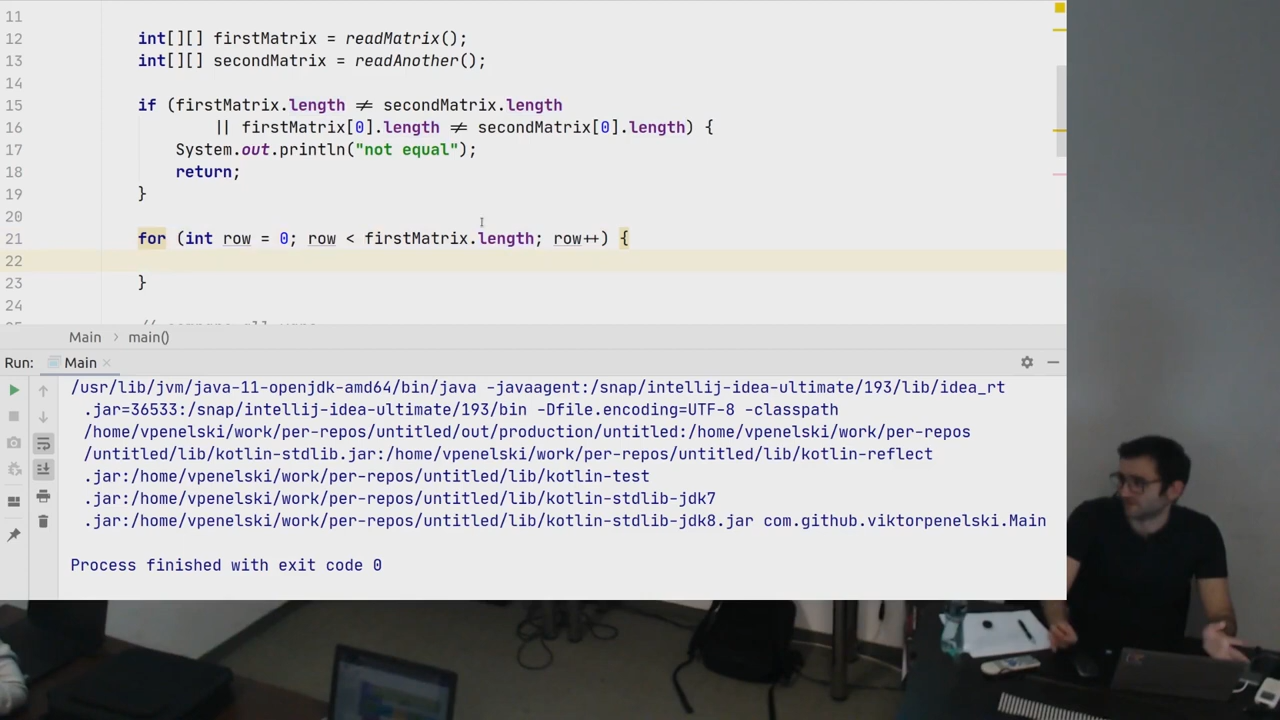 11
12 int[][] firstMatrix = readMatrix();
13 int[][] secondMatrix = readAnother();
14
15 if (firstMatrix.length ≠ secondMatrix.length
16 || firstMatrix[0].length ≠ secondMatrix[0].length) {
17 System.out.println("not equal");
18 return;
19 }
20
21 for (int row = 0; row < firstMatrix.length; row++) {
22
23 }
24
Main › main()
Run: Main
/usr/lib/jvm/java-11-openjdk-amd64/bin/java -javaagent:/snap/intellij-idea-ultimate/193/lib/idea_rt
.jar=36533:/snap/intellij-idea-ultimate/193/bin -Dfile.encoding=UTF-8 -classpath
/home/vpenelski/work/per-repos/untitled/out/production/untitled:/home/vpenelski/work/per-repos
/untitled/lib/kotlin-stdlib.jar:/home/vpenelski/work/per-repos/untitled/lib/kotlin-reflect
.jar:/home/vpenelski/work/per-repos/untitled/lib/kotlin-test
.jar:/home/vpenelski/work/per-repos/untitled/lib/kotlin-stdlib-jdk7
.jar:/home/vpenelski/work/per-repos/untitled/lib/kotlin-stdlib-jdk8.jar com.github.viktorpenelski.Main
Process finished with exit code 0